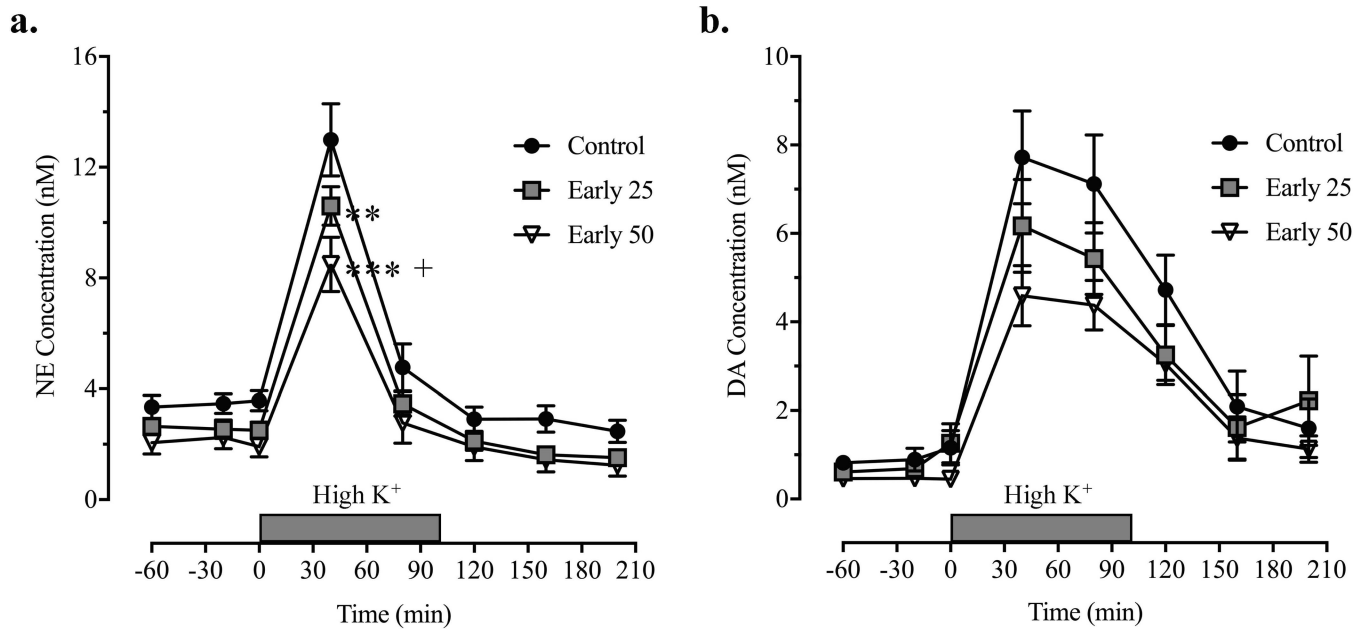 a.
NE Concentration (nM)
16
12
8
4
0
Control
Early 25
Early 50
**
*** +
High K⁺
-60 -30 0 30 60 90 120 150 180 210
Time (min)
b.
DA Concentration (nM)
10
8
6
4
2
0
Control
Early 25
Early 50
High K⁺
-60 -30 0 30 60 90 120 150 180 210
Time (min)